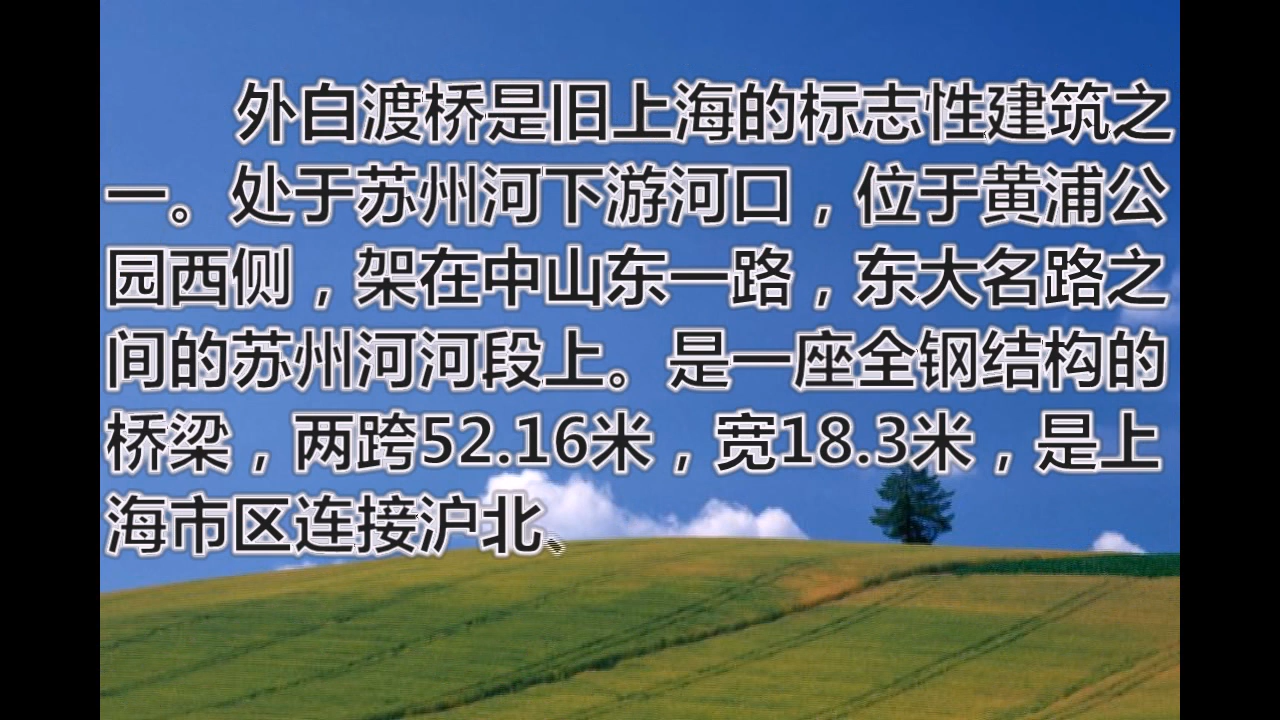 外白渡桥是旧上海的标志性建筑之
一。处于苏州河下游河口，位于黄浦公
园西侧，架在中山东一路，东大名路之
间的苏州河河段上。是一座全钢结构的
桥梁，两跨52.16米，宽18.3米，是上
海市区连接沪北、